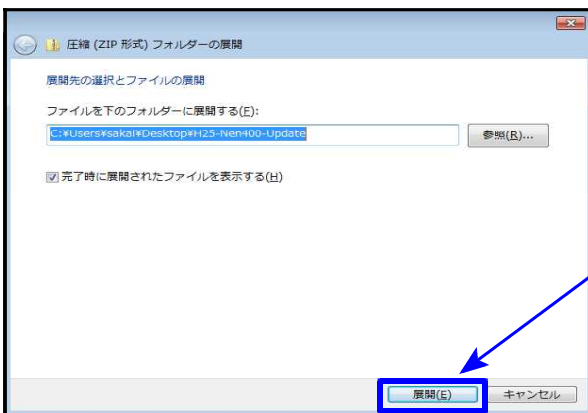 圧縮 (ZIP 形式) フォルダーの展開
展開先の選択とファイルの展開
ファイルを下のフォルダーに展開する(E):
C:¥Users¥sakai¥Desktop¥H25-Nen400-Update
参照(R)...
完了時に展開されたファイルを表示する(H)
展開(E)
キャンセル